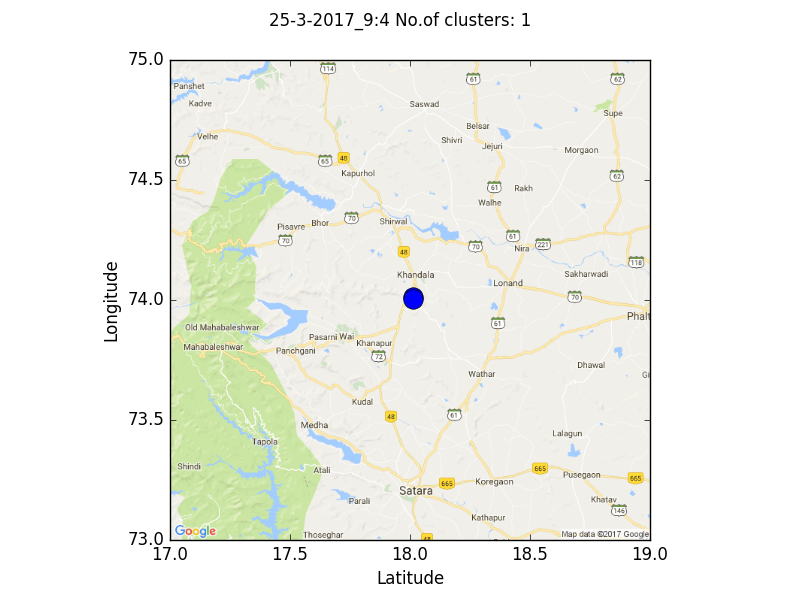 25-3-2017_9:4 No.of clusters: 1
75.0
74.5
74.0
73.5
73.0
Longitude
17.0 17.5 18.0 18.5 19.0
Latitude
114
61
62
Panshet
Kadve
Saswad
Supe
Velhe
Belsar
Shivri
Jejuri
Morgaon
65
65
48
Kapurhol
62
61
Rakh
Walhe
Pisavre
Bhor
70
Shirwal
70
61
221
Nira
70
48
118
Khandala
Sakharwadi
Lonand
70
Phalt
Old Mahabaleshwar
61
Mahabaleshwar
Pasarni Wai
Panchgani
Khanapur
72
Dhawal
Gi
Wathar
Kudal
48
61
Medha
Lalagun
Tapola
Shindi
Atali
665
Pusegaon
665
665
Koregaon
Satara
Parali
Khatav
146
Kathapur
Thoseghar
Google
Map data ©2017 Google